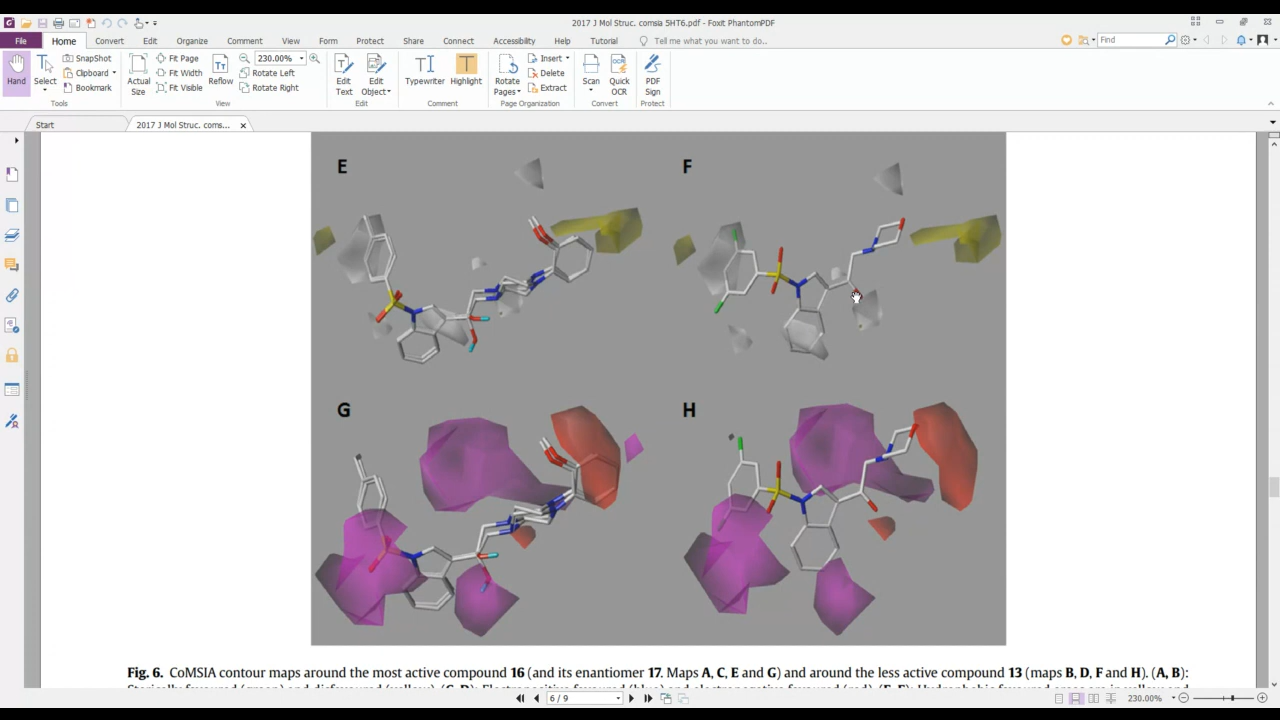 2017 J Mol Struc. comsia 5HT6.pdf - Foxit PhantomPDF
File Home Convert Edit Organize Comment View Form Protect Share Connect Accessibility Help Tutorial Tell me what you want to do.. Find
Hand
Select
SnapShot
Clipboard
Bookmark
Tools
Actual Size
Fit Page
Fit Width
Fit Visible
Reflow
230.00%
Rotate Left
Rotate Right
View
Edit Text
Edit Object
Edit
Typewriter
Highlight
Comment
Rotate Pages
Insert
Delete
Extract
Page Organization
Scan
Quick OCR
Convert
PDF Sign
Protect
Start
2017 J Mol Struc. coms...
E
F
G
H
Fig. 6. CoMSIA contour maps around the most active compound 16 (and its enantiomer 17. Maps A, C, E and G) and around the less active compound 13 (maps B, D, F and H). (A, B):
6 / 9
230.00%